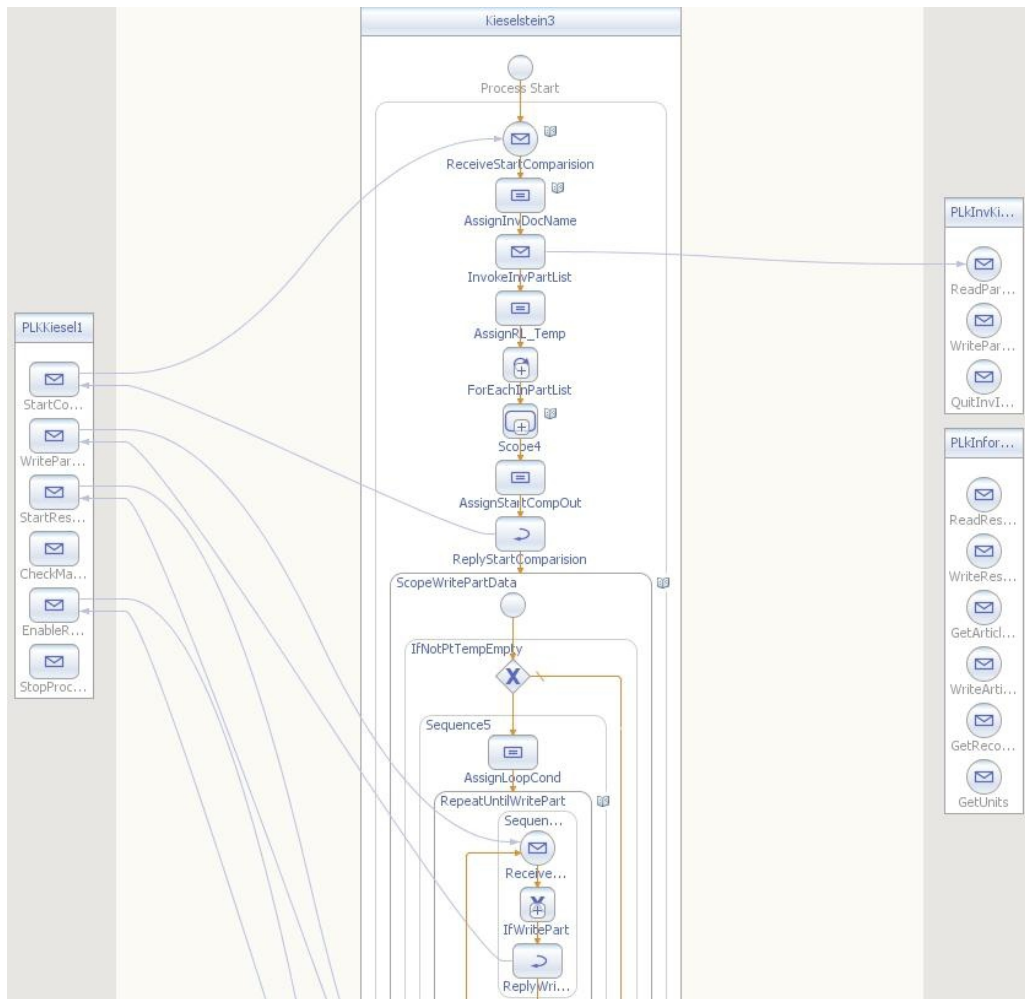 Kieselstein3
Process Start
ReceiveStartComparision
AssignInvDocName
InvokeInvPartList
AssignRL_Temp
ForEachInPartList
Scope4
AssignStartCompOut
ReplyStartComparision
ScopeWritePartData
IfNotPtTempEmpty
Sequence5
AssignLoopCond
RepeatUntilWritePart
Sequen...
Receive...
IfWritePart
ReplyWri...
PLKKiesel1
StartCo...
WritePar...
StartRes...
CheckMa...
EnableR...
StopProc...
PLkInvKi...
ReadPar...
WritePar...
QuitInvI...
PLkInfor...
ReadRes...
WriteRes...
GetArticl...
WriteArti...
GetReco...
GetUnits